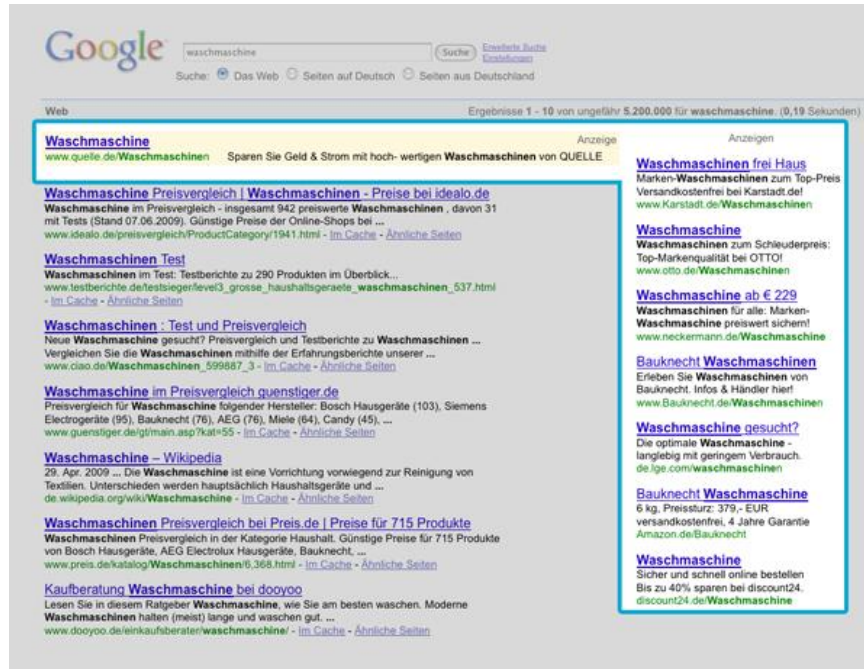 Google
waschmaschine
Suche
Erweiterte Suche
Einstellungen
Suche: Das Web Seiten auf Deutsch Seiten aus Deutschland
Web
Ergebnisse 1 - 10 von ungefähr 5.200.000 für waschmaschine. (0,19 Sekunden)
Waschmaschine
Anzeige
www.quelle.de/Waschmaschinen Sparen Sie Geld & Strom mit hoch- wertigen Waschmaschinen von QUELLE
Waschmaschine Preisvergleich | Waschmaschinen - Preise bei idealo.de
Waschmaschine im Preisvergleich - insgesamt 942 preiswerte Waschmaschinen , davon 31
mit Tests (Stand 07.06.2009). Günstige Preise der Online-Shops bei ...
www.idealo.de/preisvergleich/ProductCategory/1941.html - Im Cache - Ähnliche Seiten
Waschmaschinen Test
Waschmaschinen im Test: Testberichte zu 290 Produkten im Überblick...
www.testberichte.de/testsieger/level3_grosse_haushaltsgeraete_waschmaschinen_537.html
- Im Cache - Ähnliche Seiten
Waschmaschinen : Test und Preisvergleich
Neue Waschmaschine gesucht? Preisvergleich und Testberichte zu Waschmaschinen ...
Vergleichen Sie die Waschmaschinen mithilfe der Erfahrungsberichte unserer ...
www.ciao.de/Waschmaschinen_599887_3 - Im Cache - Ähnliche Seiten
Waschmaschine im Preisvergleich guenstiger.de
Preisvergleich für Waschmaschine folgender Hersteller: Bosch Hausgeräte (103), Siemens
Electrogeräte (95), Bauknecht (76), AEG (76), Miele (64), Candy (45), ...
www.guenstiger.de/gt/main.asp?kat=55 - Im Cache - Ähnliche Seiten
Waschmaschine – Wikipedia
29. Apr. 2009 ... Die Waschmaschine ist eine Vorrichtung vorwiegend zur Reinigung von
Textilien. Unterschieden werden hauptsächlich Haushaltsgeräte und ...
de.wikipedia.org/wiki/Waschmaschine - Im Cache - Ähnliche Seiten
Waschmaschinen Preisvergleich bei Preis.de | Preise für 715 Produkte
Waschmaschinen Preisvergleich in der Kategorie Haushalt. Günstige Preise für 715 Produkte
von Bosch Hausgeräte, AEG Electrolux Hausgeräte, Bauknecht, ...
www.preis.de/katalog/Waschmaschinen/6,368.html - Im Cache - Ähnliche Seiten
Kaufberatung Waschmaschine bei dooyoo
Lesen Sie in diesem Ratgeber Waschmaschine, wie Sie am besten waschen. Moderne
Waschmaschinen halten (meist) lange und waschen gut. ...
www.dooyoo.de/einkaufsberater/waschmaschine/ - Im Cache - Ähnliche Seiten
Anzeigen
Waschmaschinen frei Haus
Marken-Waschmaschinen zum Top-Preis
Versandkostenfrei bei Karstadt.de!
www.Karstadt.de/Waschmaschinen
Waschmaschine
Waschmaschinen zum Schleuderpreis:
Top-Markenqualität bei OTTO!
www.otto.de/Waschmaschinen
Waschmaschine ab € 229
Waschmaschinen für alle: Marken-
Waschmaschine preiswert sichern!
www.neckermann.de/Waschmaschine
Bauknecht Waschmaschinen
Erleben Sie Waschmaschinen von
Bauknecht. Infos & Händler hier!
www.Bauknecht.de/Waschmaschinen
Waschmaschine gesucht?
Die optimale Waschmaschine -
langlebig mit geringem Verbrauch.
de.lge.com/waschmaschinen
Bauknecht Waschmaschine
6 kg, Preissturz: 379,- EUR
versandkostenfrei, 4 Jahre Garantie
Amazon.de/Bauknecht
Waschmaschine
Sicher und schnell online bestellen
Bis zu 40% sparen bei discount24.
discount24.de/Waschmaschine